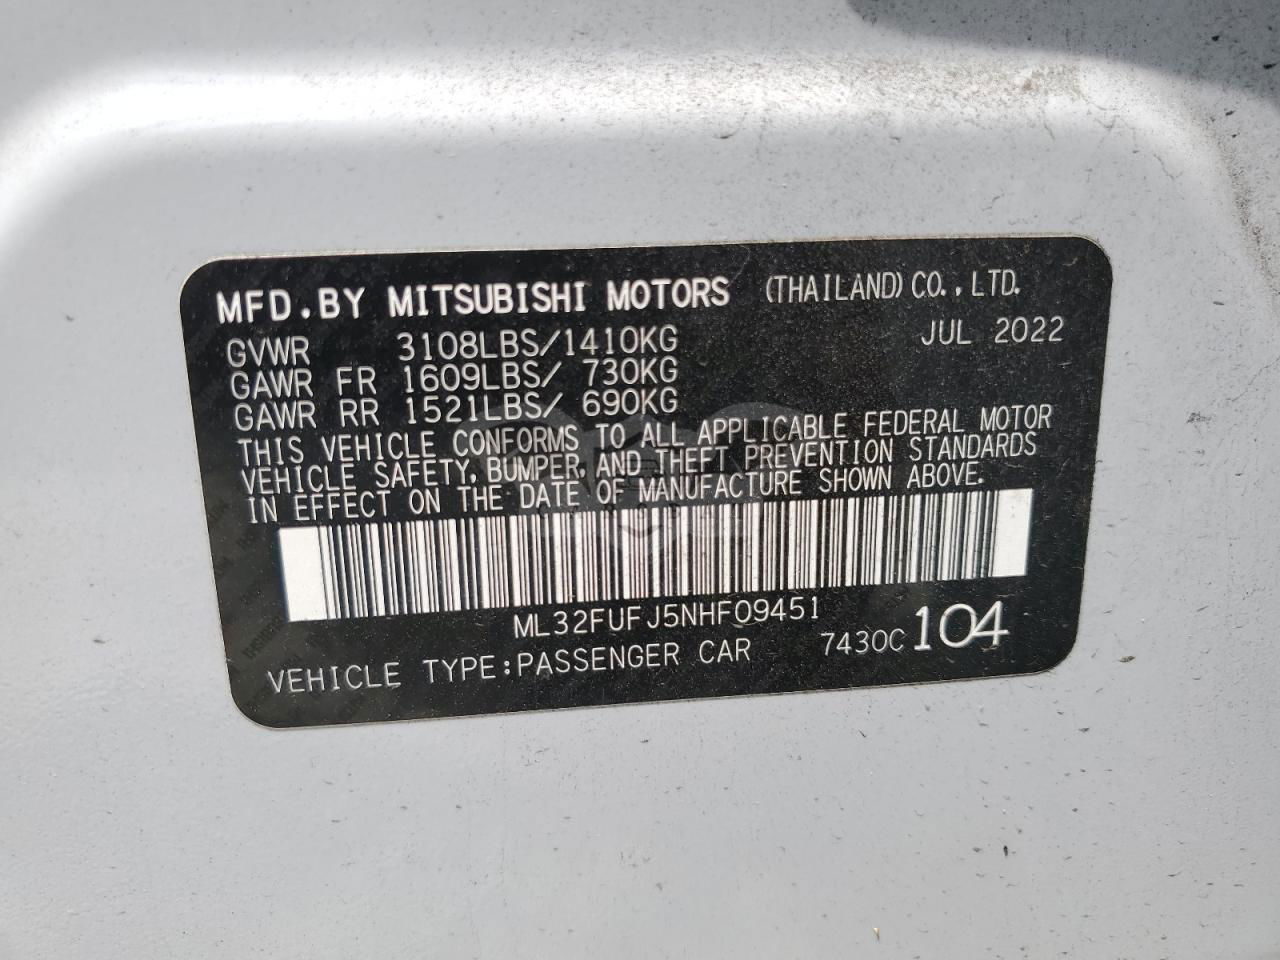 MFD.BY MITSUBISHI MOTORS (THAILAND) CO.,LTD.
GVWR 3108LBS/1410KG JUL 2022
GAWR FR 1609LBS/ 730KG
GAWR RR 1521LBS/ 690KG
THIS VEHICLE CONFORMS TO ALL APPLICABLE FEDERAL MOTOR
VEHICLE SAFETY, BUMPER, AND THEFT PREVENTION STANDARDS
IN EFFECT ON THE DATE OF MANUFACTURE SHOWN ABOVE.
ML32FUFJ5NHF09451
VEHICLE TYPE:PASSENGER CAR 7430C 104